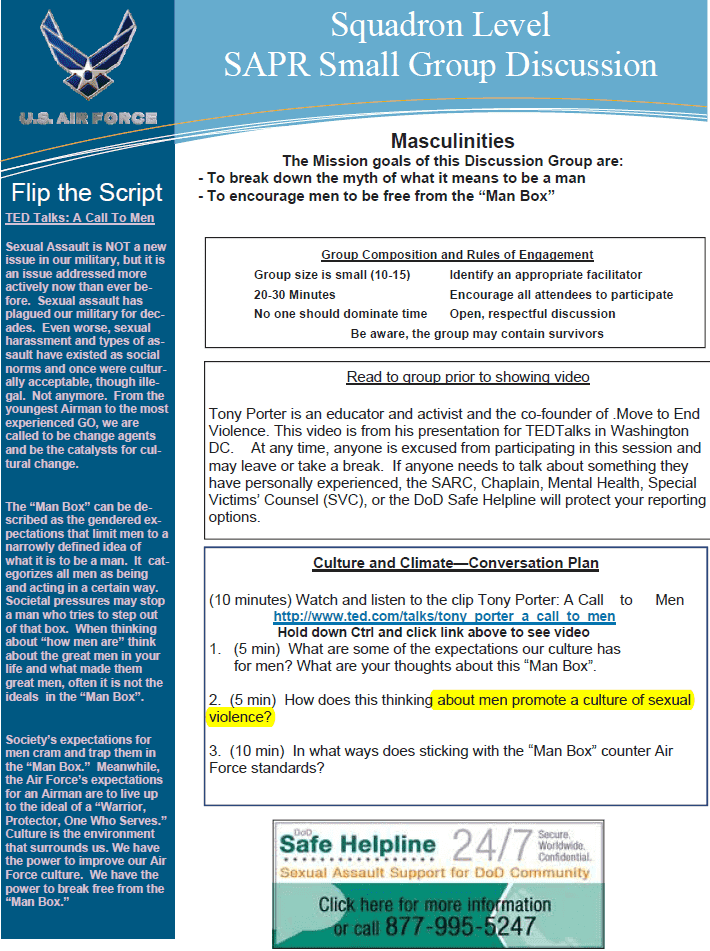 Squadron Level
SAPR Small Group Discussion
U.S. AIR FORCE
Flip the Script
TED Talks: A Call To Men
Sexual Assault is NOT a new
issue in our military, but it is
an issue addressed more
actively now than ever be-
fore.  Sexual assault has
plagued our military for dec-
ades.  Even worse, sexual
harassment and types of as-
sault have existed as social
norms and once were cultur-
ally acceptable, though ille-
gal.  Not anymore.  From the
youngest Airman to the most
experienced GO, we are
called to be change agents
and be the catalysts for cul-
tural change.
The “Man Box” can be de-
scribed as the gendered ex-
pectations that limit men to a
narrowly defined idea of
what it is to be a man.  It  cat-
egorizes all men as being
and acting in a certain way.
Societal pressures may stop
a man who tries to step out
of that box.  When thinking
about “how men are” think
about the great men in your
life and what made them
great men, often it is not the
ideals  in the “Man Box”.
Society’s expectations for
men cram and trap them in
the “Man Box.”  Meanwhile,
the Air Force’s expectations
for an Airman are to live up
to the ideal of a “Warrior,
Protector, One Who Serves.”
Culture is the environment
that surrounds us. We have
the power to improve our Air
Force culture.  We have the
power to break free from the
“Man Box.”
Masculinities
The Mission goals of this Discussion Group are:
- To break down the myth of what it means to be a man
- To encourage men to be free from the “Man Box”
Group Composition and Rules of Engagement
Group size is small (10-15) Identify an appropriate facilitator
20-30 Minutes Encourage all attendees to participate
No one should dominate time Open, respectful discussion
Be aware, the group may contain survivors
Read to group prior to showing video
Tony Porter is an educator and activist and the co-founder of .Move to End
Violence. This video is from his presentation for TEDTalks in Washington
DC.    At any time, anyone is excused from participating in this session and
may leave or take a break.  If anyone needs to talk about something they
have personally experienced, the SARC, Chaplain, Mental Health, Special
Victims’ Counsel (SVC), or the DoD Safe Helpline will protect your reporting
options.
Culture and Climate—Conversation Plan
(10 minutes) Watch and listen to the clip Tony Porter: A Call    to      Men
http://www.ted.com/talks/tony_porter_a_call_to_men
Hold down Ctrl and click link above to see video
1.   (5 min)  What are some of the expectations our culture has
for men? What are your thoughts about this “Man Box”.
2.  (5 min)  How does this thinking about men promote a culture of sexual
violence?
3.  (10 min)  In what ways does sticking with the “Man Box” counter Air
Force standards?
DoD
Safe Helpline
24/7
Secure.
Worldwide.
Confidential.
Sexual Assault Support for DoD Community
Click here for more information
or call 877-995-5247